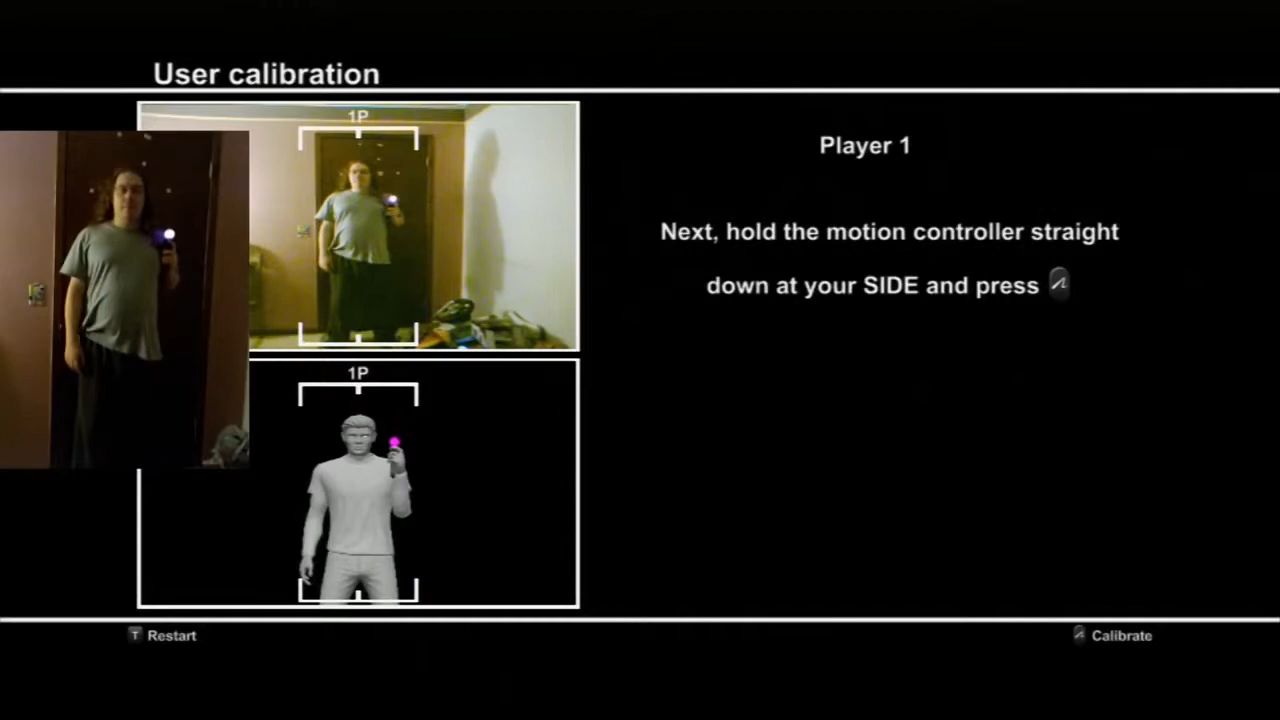 User calibration
1P
Player 1
Next, hold the motion controller straight
down at your SIDE and press
1P
T Restart
Calibrate